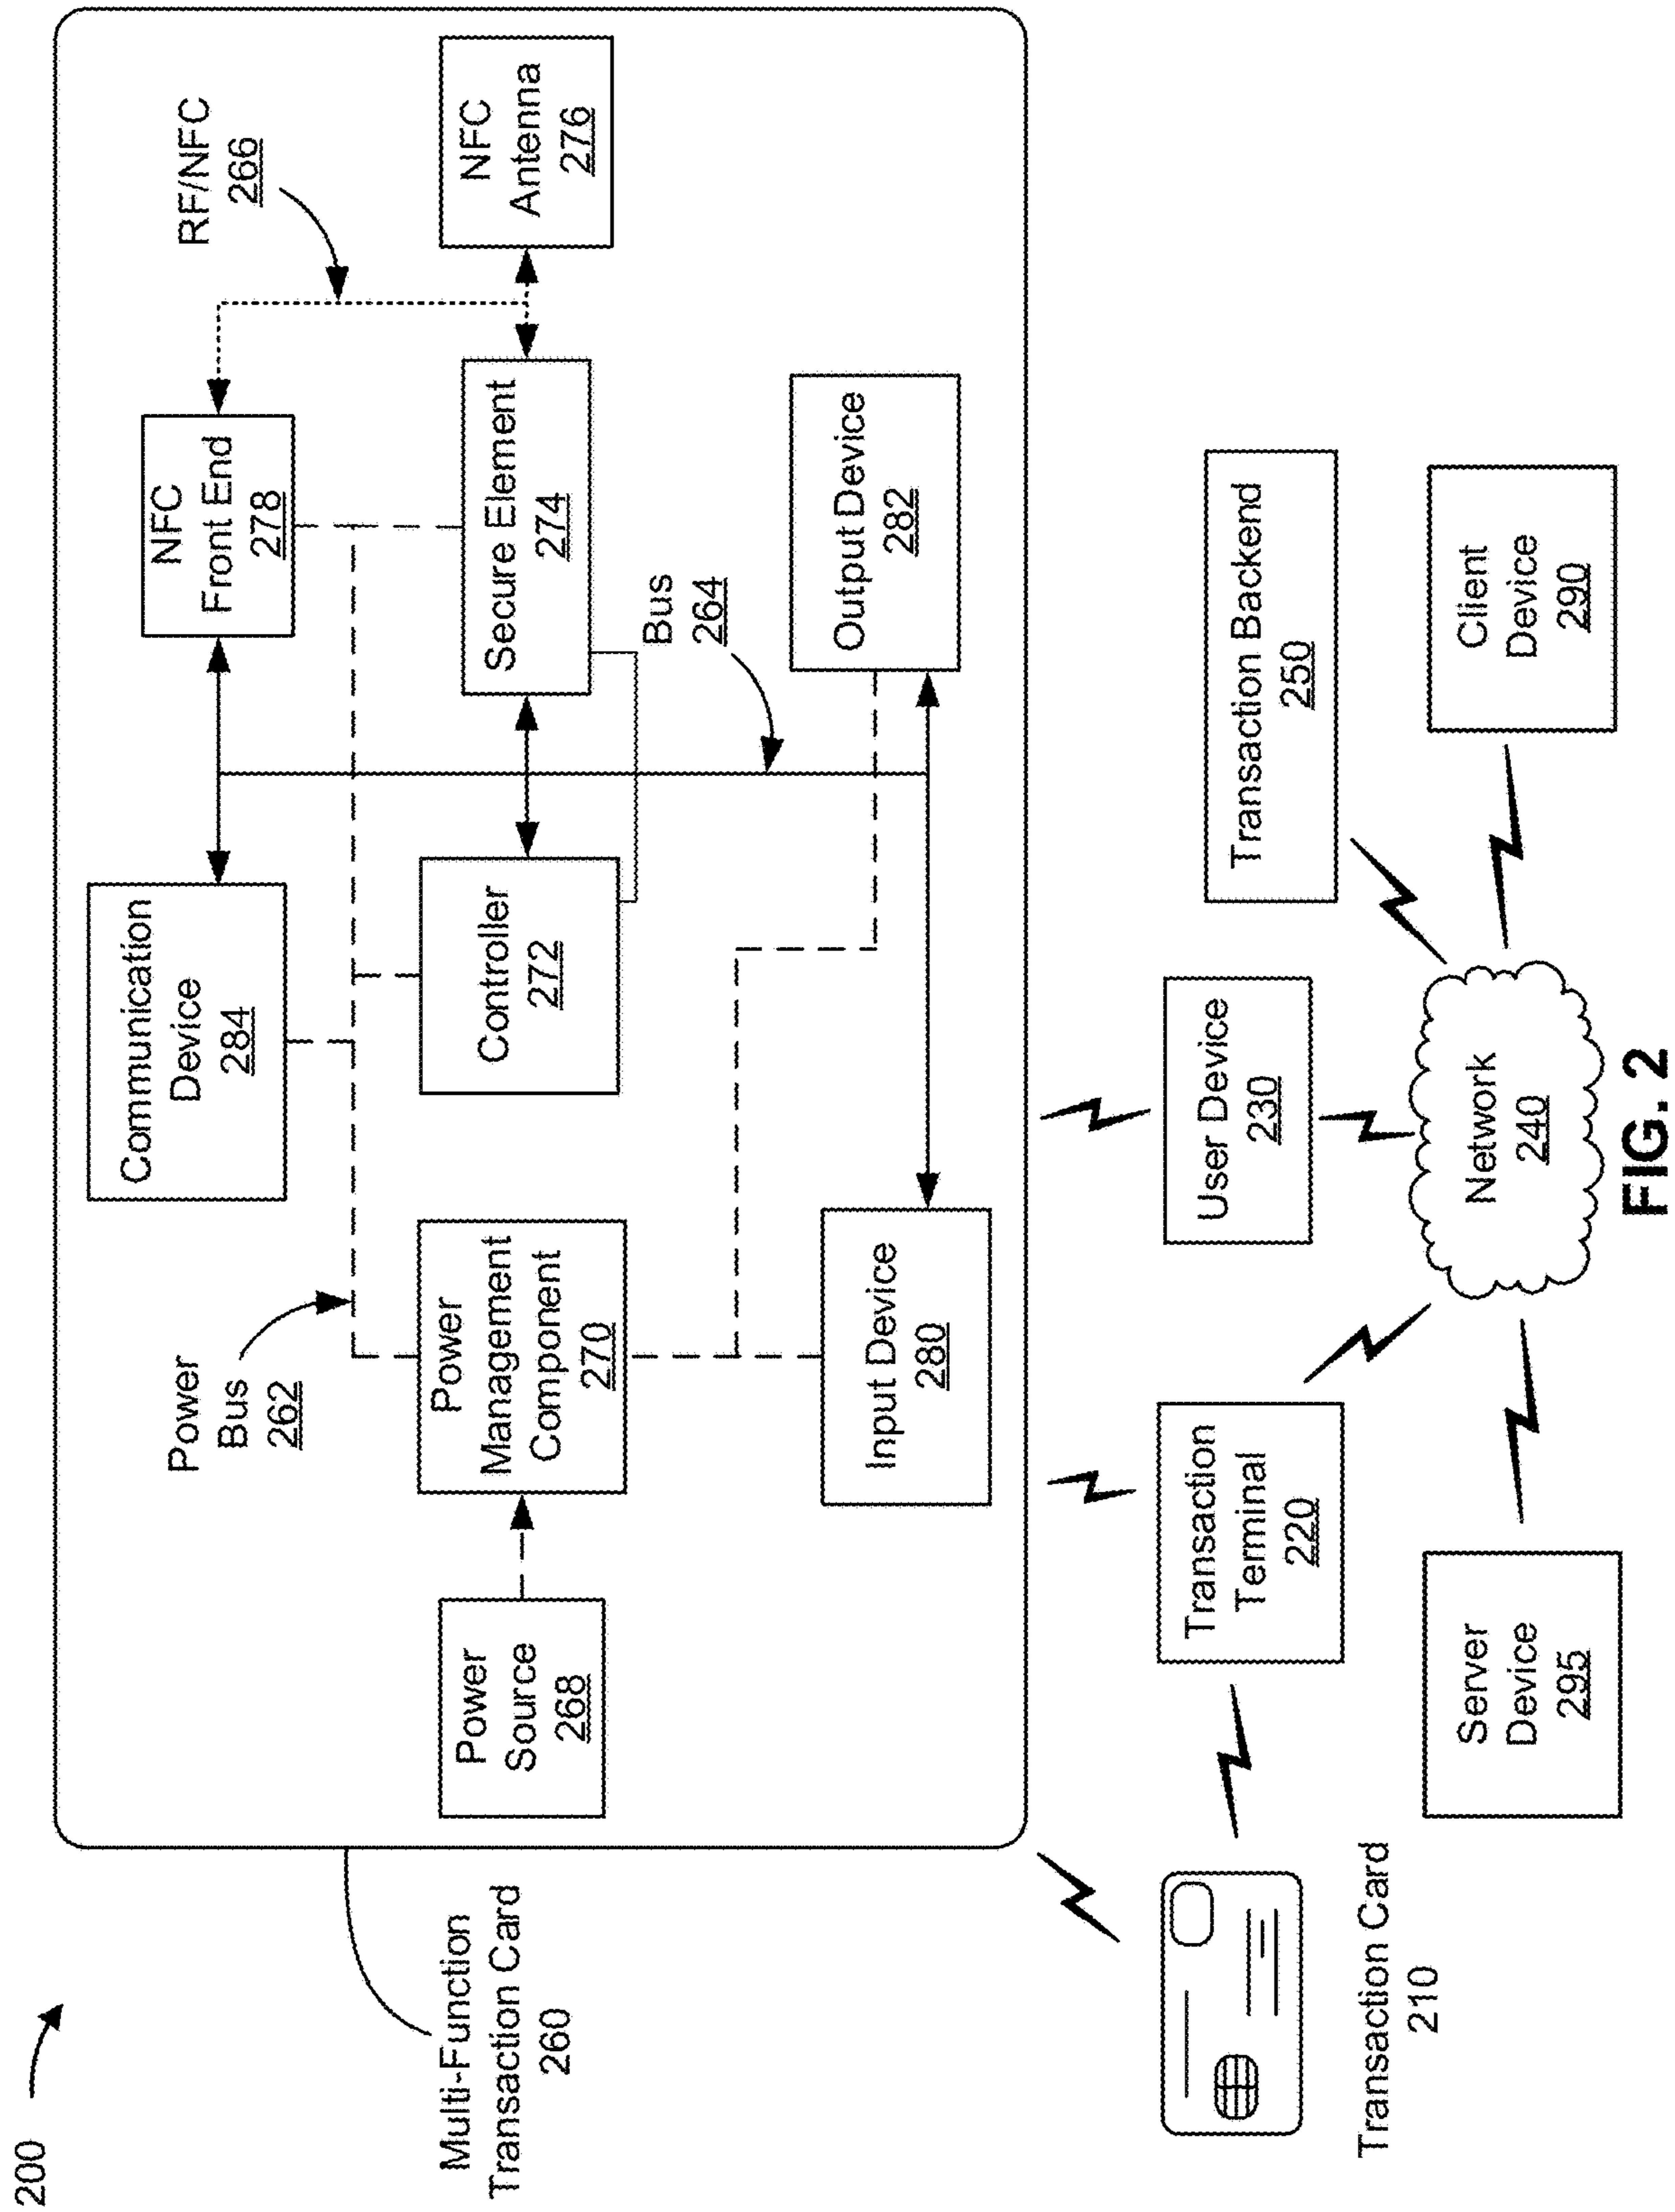 200
Multi-Function
Transaction Card
260
Power
Bus
262
RF/NFC
266
Communication
Device
284
NFC
Front End
278
Power
Source
268
Power
Management
Component
270
Controller
272
Secure Element
274
NFC
Antenna
276
Bus
264
Input Device
280
Output Device
282
Transaction Card
210
Transaction
Terminal
220
User Device
230
Transaction Backend
250
Server
Device
295
Network
240
Client
Device
290
FIG. 2